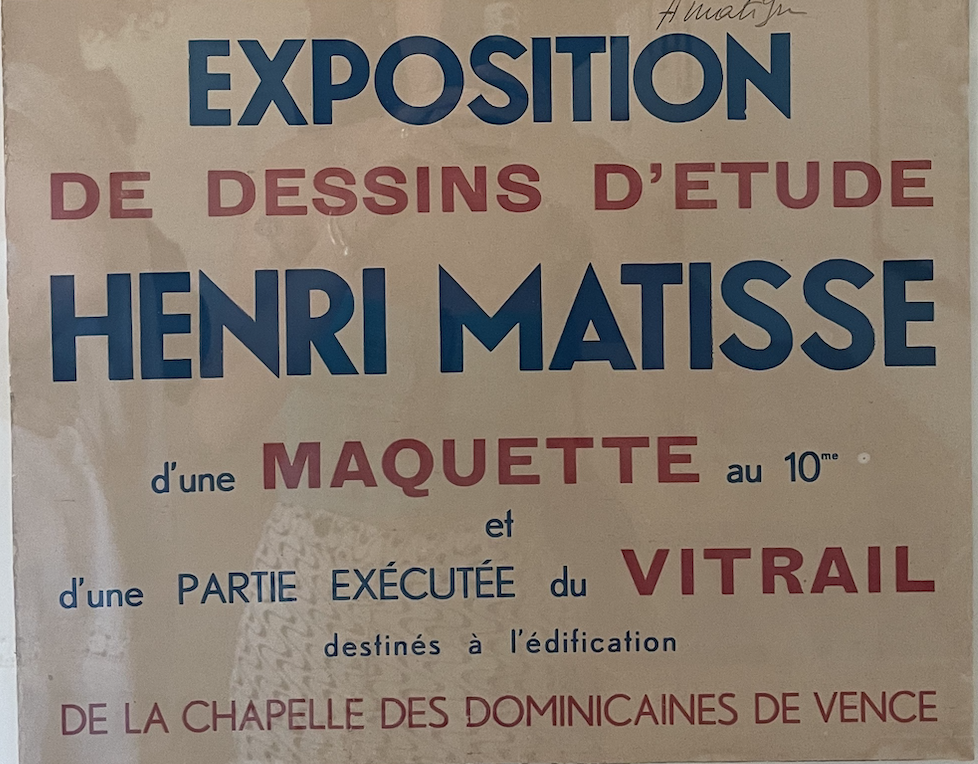 H Matisse
EXPOSITION
DE DESSINS D'ETUDE
HENRI MATISSE
d'une MAQUETTE au 10me
et
d'une PARTIE EXÉCUTÉE du VITRAIL
destinés à l'édification
DE LA CHAPELLE DES DOMINICAINES DE VENCE